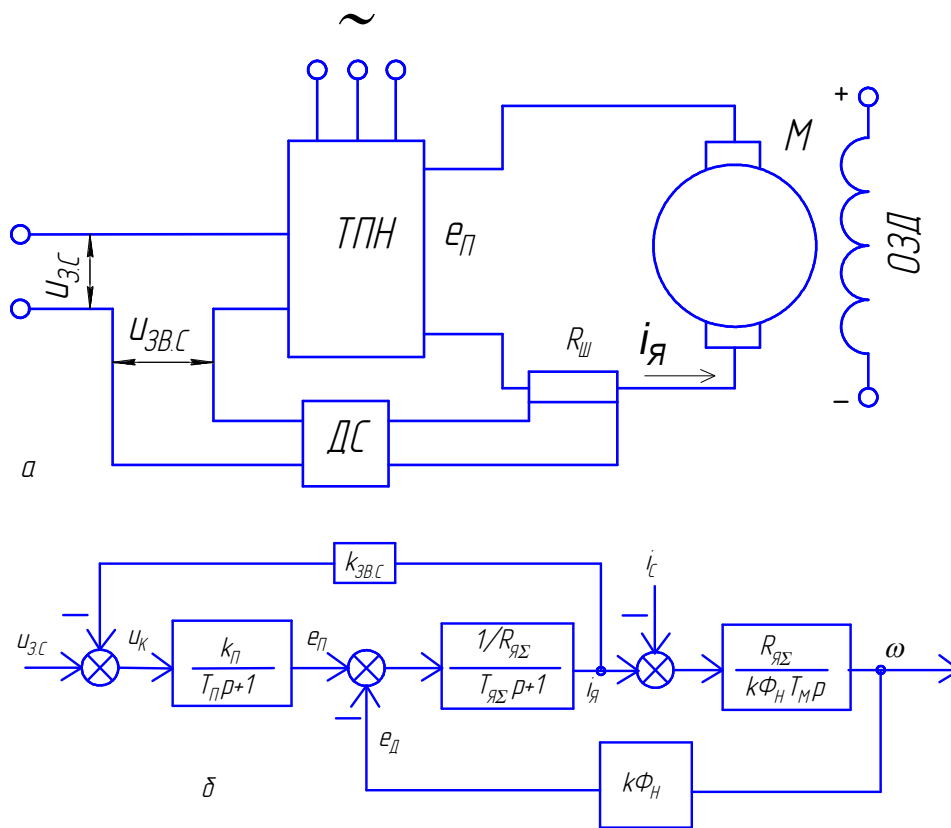 ~
+
М
ТПН
e_П
ОЗД
u_З.С
u_ЗВ.С
R_Ш
i_Я
−
ДС
а
k_ЗВ.С
i_С
−
−
u_З.С
u_К
k_П
T_П p+1
e_П
1/R_ЯΣ
T_ЯΣ p+1
i_Я
R_ЯΣ
kФ_Н T_М p
ω
−
e_Д
kФ_Н
б